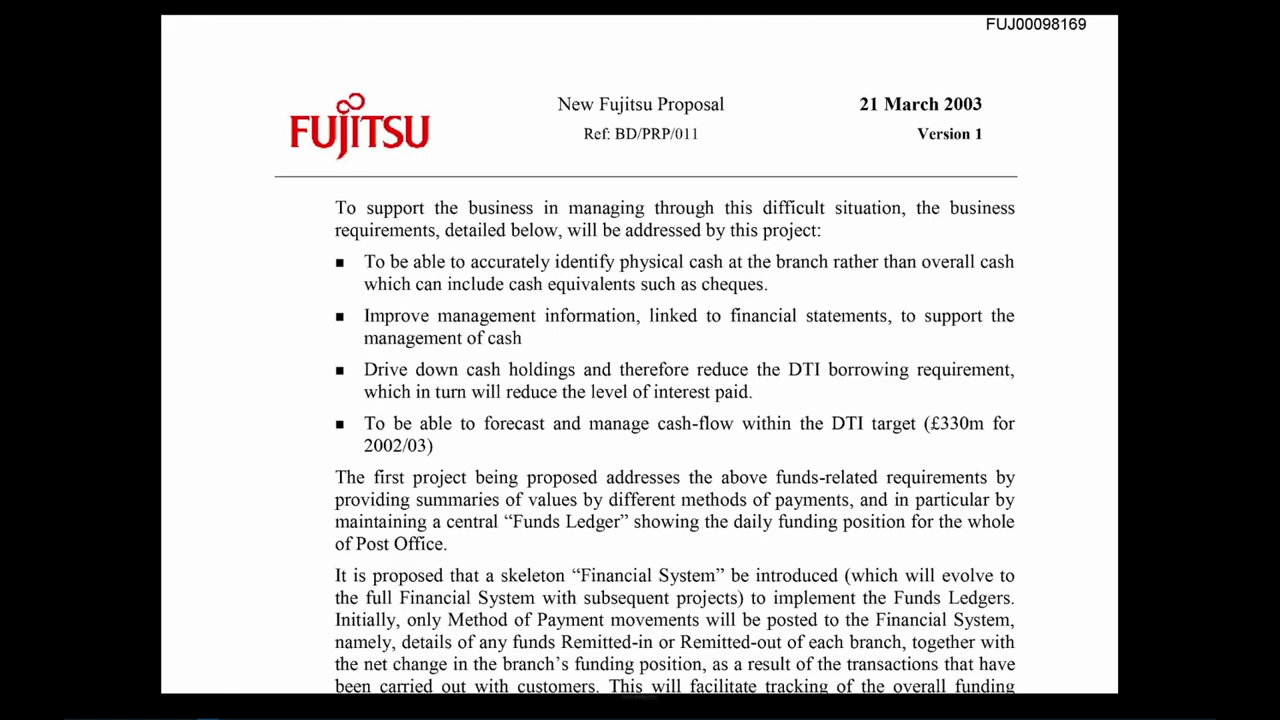 FUJ00098169
FUJITSU
New Fujitsu Proposal
21 March 2003
Ref: BD/PRP/011
Version 1
To support the business in managing through this difficult situation, the business
requirements, detailed below, will be addressed by this project:
▪ To be able to accurately identify physical cash at the branch rather than overall cash
which can include cash equivalents such as cheques.
▪ Improve management information, linked to financial statements, to support the
management of cash
▪ Drive down cash holdings and therefore reduce the DTI borrowing requirement,
which in turn will reduce the level of interest paid.
▪ To be able to forecast and manage cash-flow within the DTI target (£330m for
2002/03)
The first project being proposed addresses the above funds-related requirements by
providing summaries of values by different methods of payments, and in particular by
maintaining a central “Funds Ledger” showing the daily funding position for the whole
of Post Office.
It is proposed that a skeleton “Financial System” be introduced (which will evolve to
the full Financial System with subsequent projects) to implement the Funds Ledgers.
Initially, only Method of Payment movements will be posted to the Financial System,
namely, details of any funds Remitted-in or Remitted-out of each branch, together with
the net change in the branch’s funding position, as a result of the transactions that have
been carried out with customers. This will facilitate tracking of the overall funding